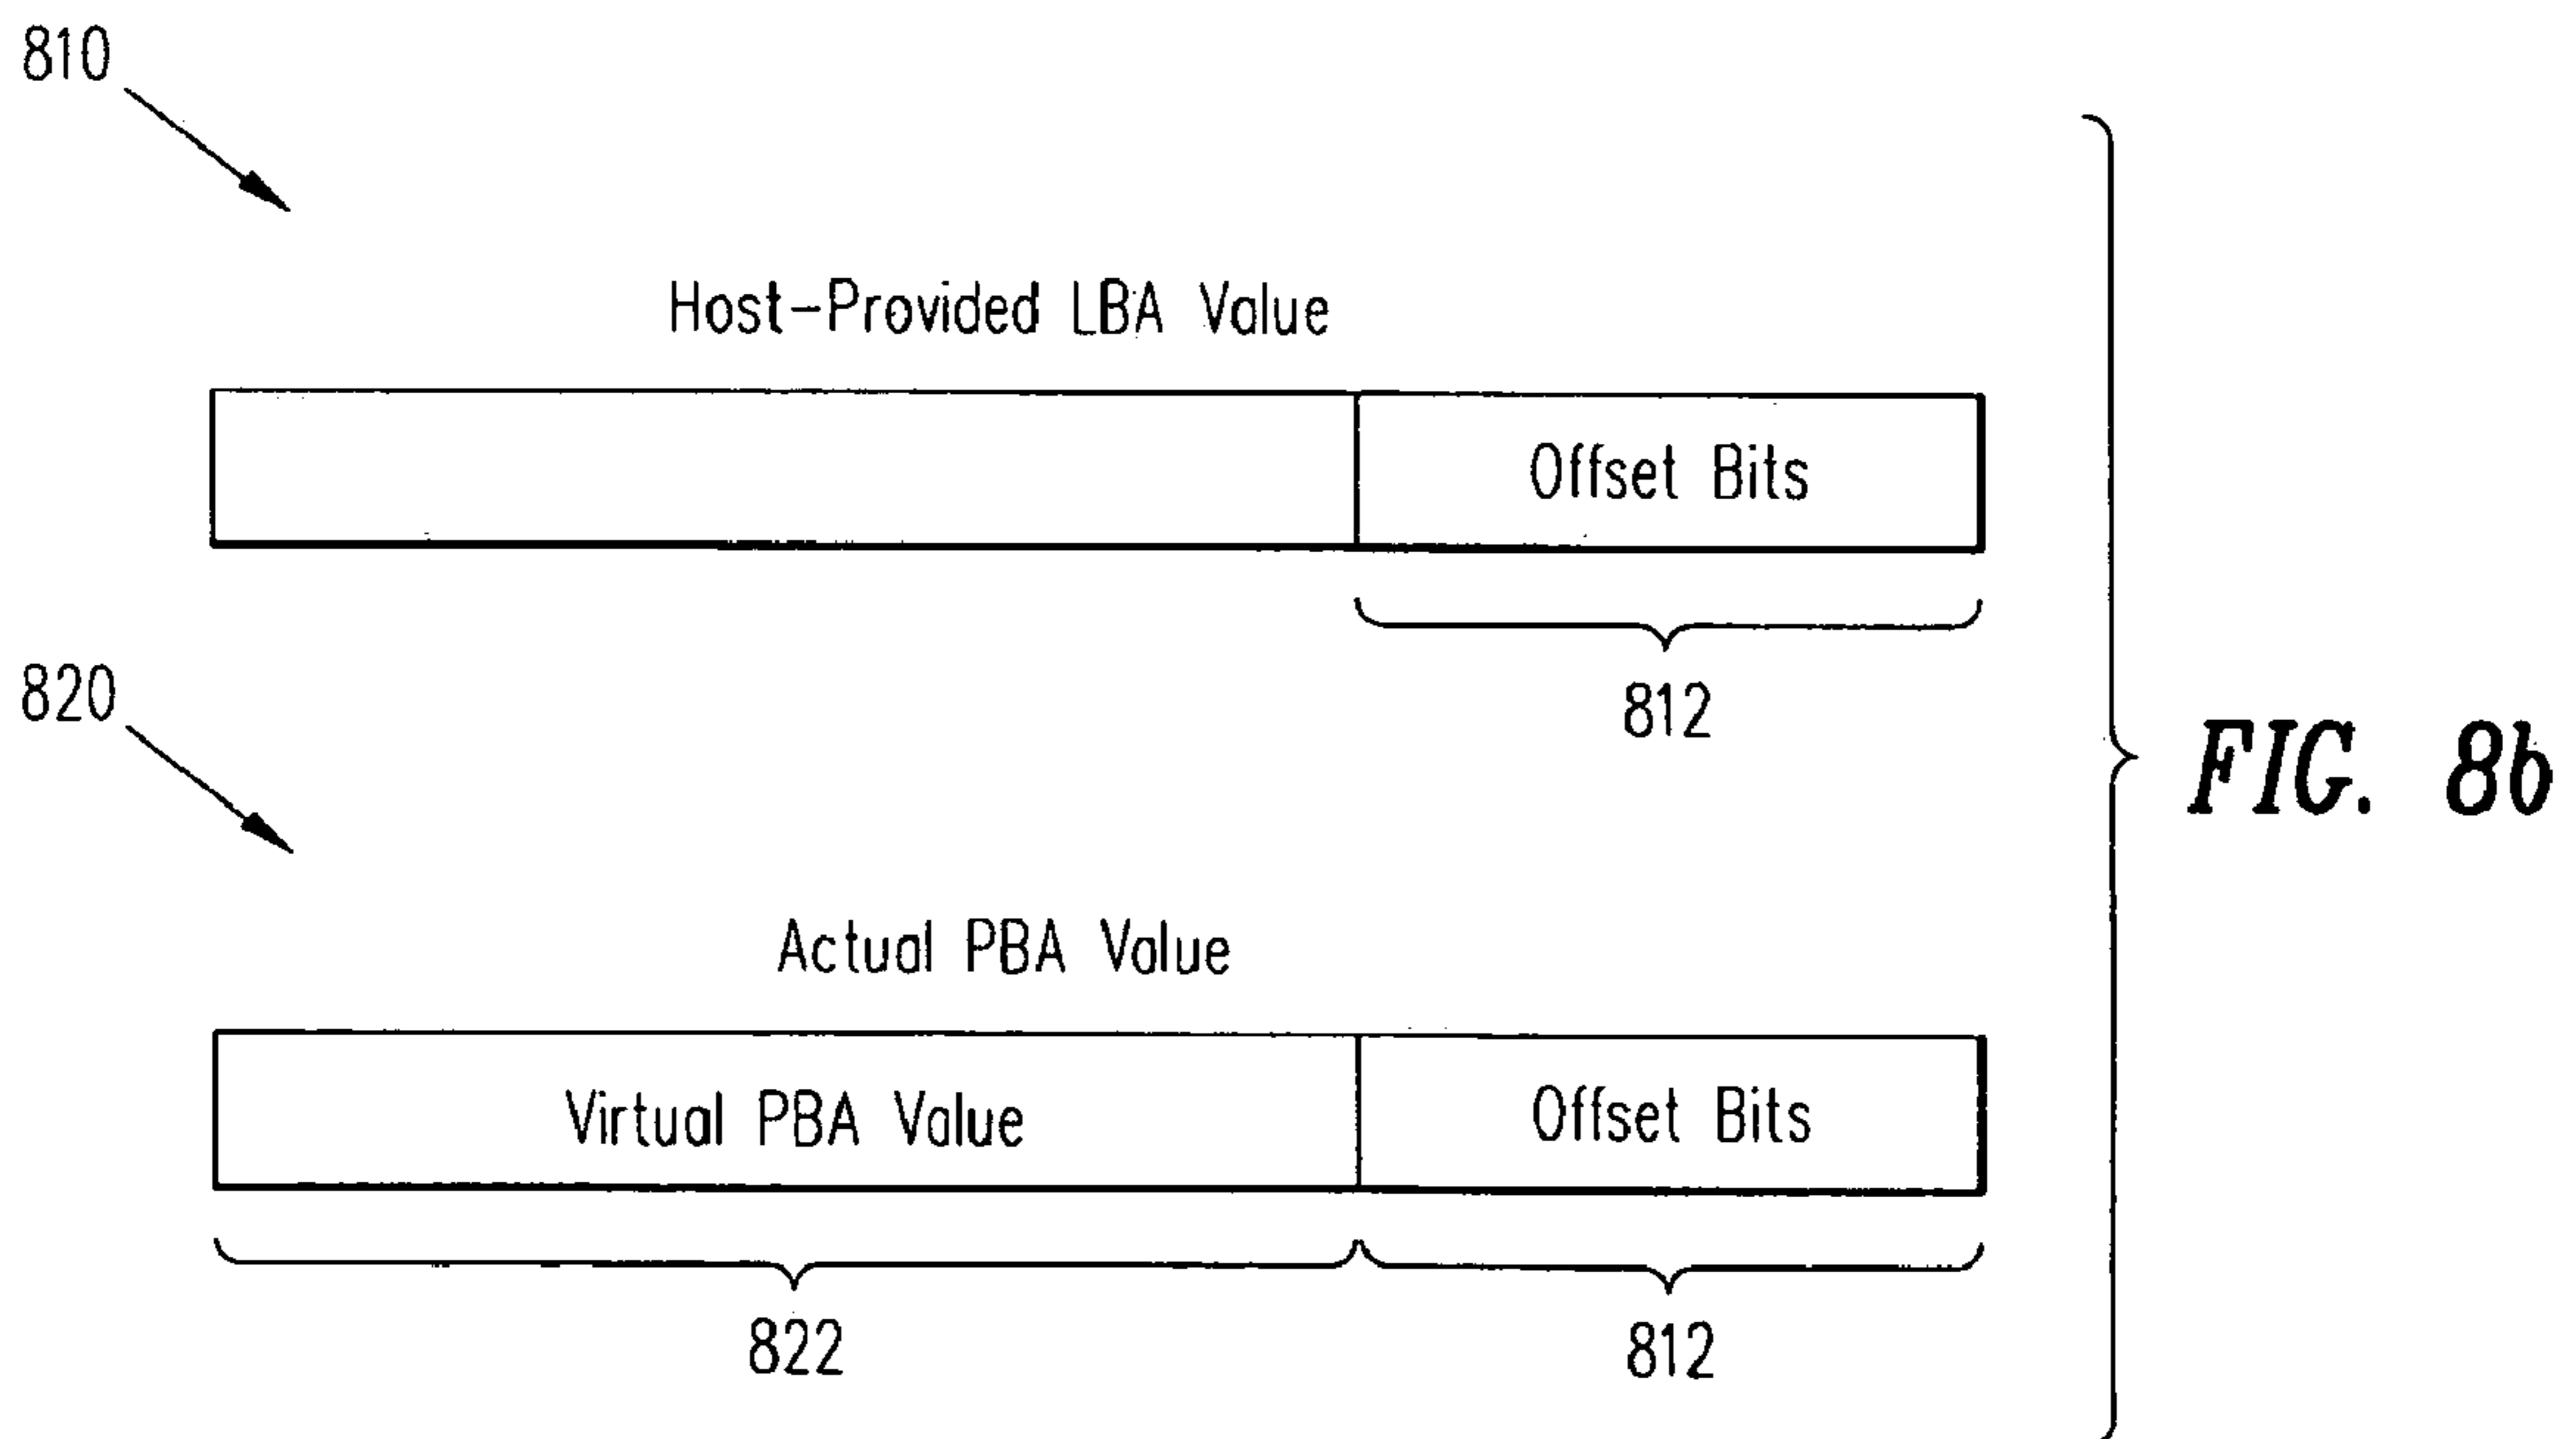 810
Host-Provided LBA Value
Offset Bits
812
820
FIG. 8b
Actual PBA Value
Virtual PBA Value Offset Bits
822 812